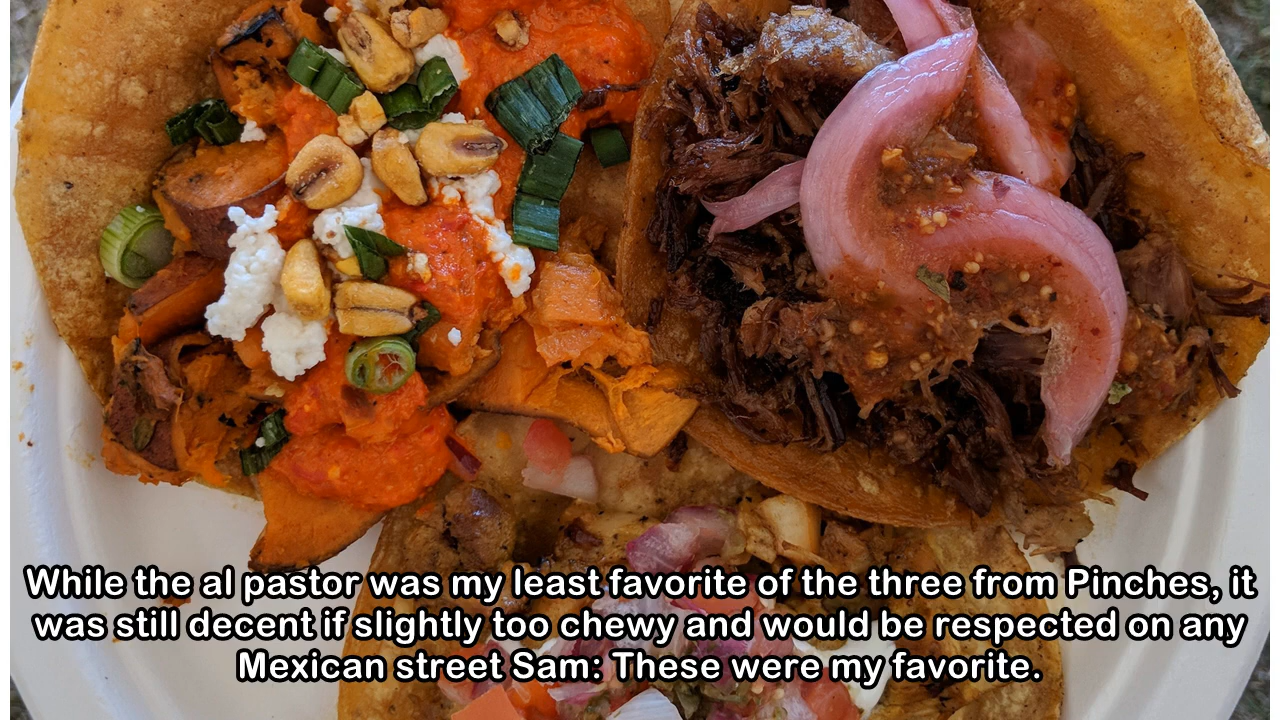 While the al pastor was my least favorite of the three from Pinches, it
was still decent if slightly too chewy and would be respected on any
Mexican street Sam: These were my favorite.